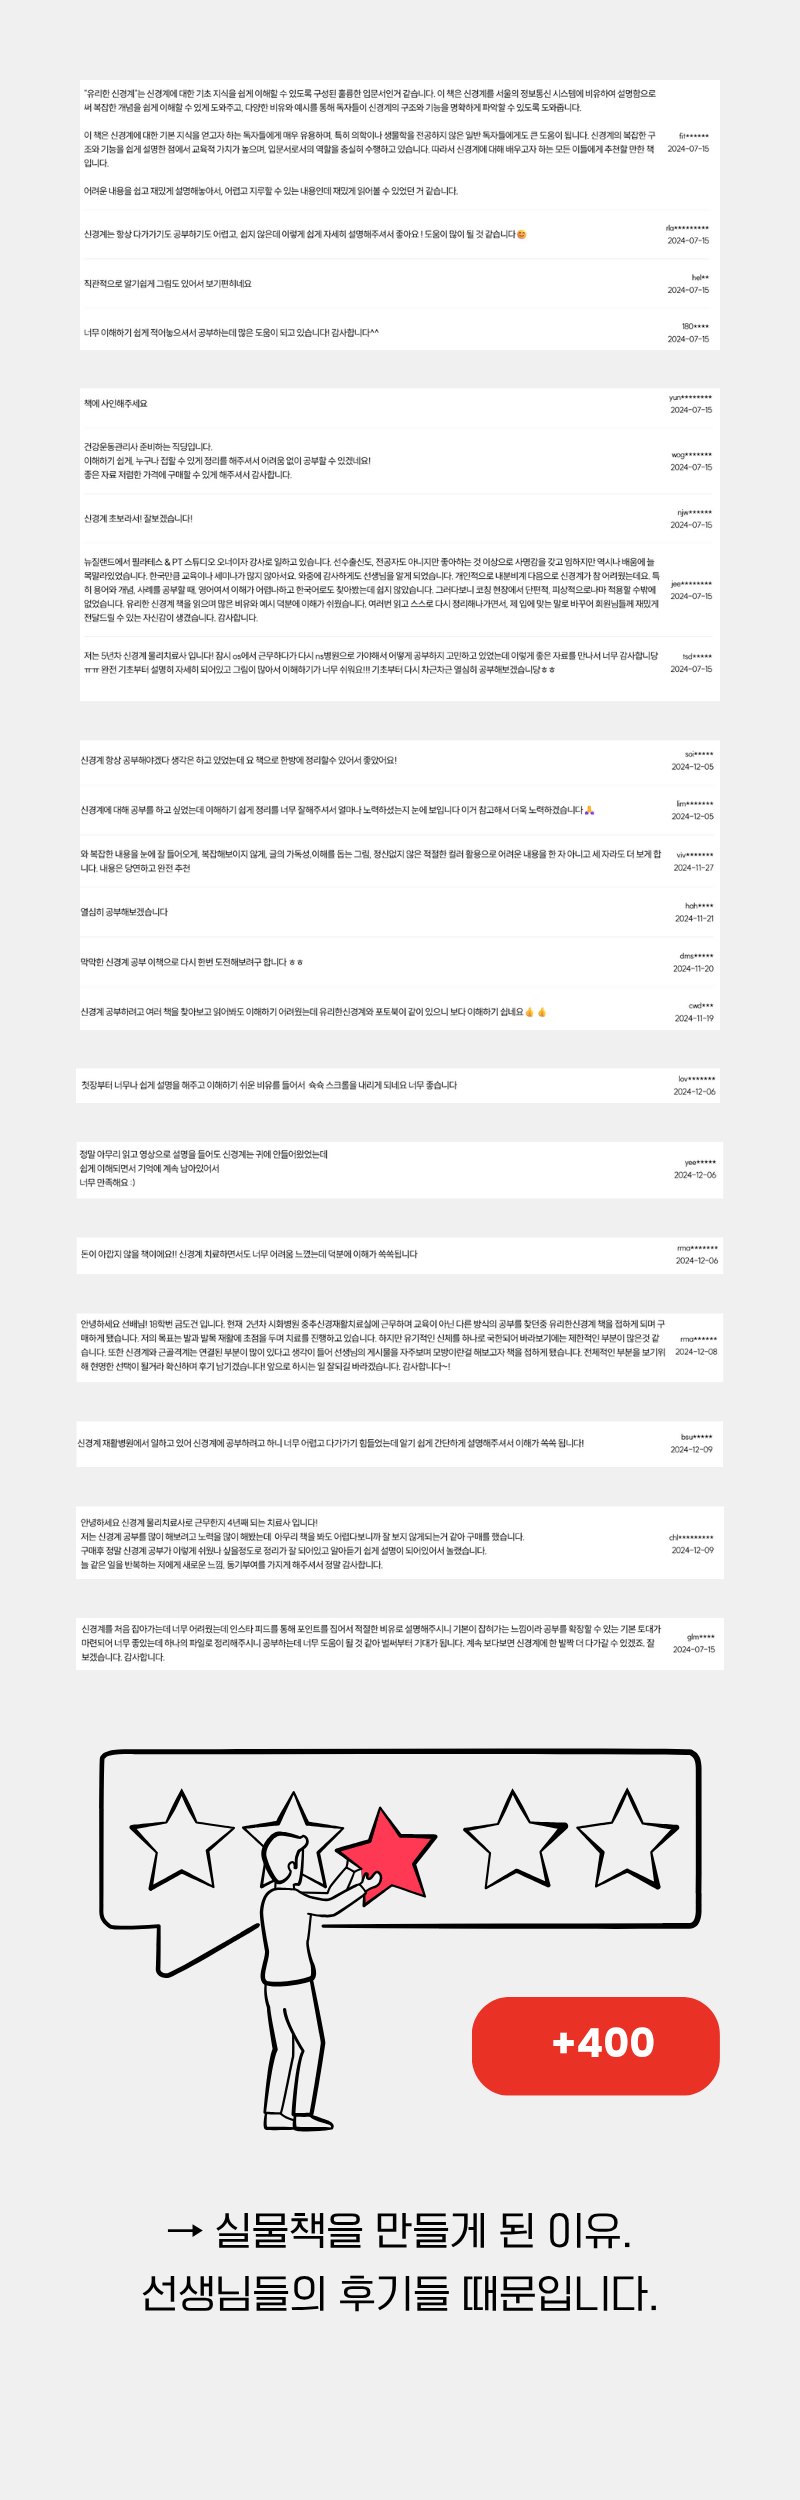 "유리한 신경계"는 신경계에 대한 기초 지식을 쉽게 이해할 수 있도록 구성된 훌륭한 입문서인거 같습니다. 이 책은 신경계를 서울의 정보통신 시스템에 비유하여 설명함으로
써 복잡한 개념을 쉽게 이해할 수 있게 도와주고, 다양한 비유와 예시를 통해 독자들이 신경계의 구조와 기능을 명확하게 파악할 수 있도록 도와줍니다.
이 책은 신경계에 대한 기본 지식을 얻고자 하는 독자들에게 매우 유용하며, 특히 의학이나 생물학을 전공하지 않은 일반 독자들에게도 큰 도움이 됩니다. 신경계의 복잡한 구
조와 기능을 쉽게 설명한 점에서 교육적 가치가 높으며, 입문서로서의 역할을 충실히 수행하고 있습니다. 따라서 신경계에 대해 배우고자 하는 모든 이들에게 추천할 만한 책
입니다.
어려운 내용을 쉽고 재밌게 설명해놓아서, 어렵고 지루할 수 있는 내용인데 재밌게 읽어볼 수 있었던 거 같습니다.
fit******
2024-07-15
신경계는 항상 다가가기도 공부하기도 어렵고, 쉽지 않은데 이렇게 쉽게 자세히 설명해주셔서 좋아요 ! 도움이 많이 될 것 같습니다🥵
rla*********
2024-07-15
직관적으로 알기쉽게 그림도 있어서 보기편하네요
hel**
2024-07-15
너무 이해하기 쉽게 적어놓으셔서 공부하는데 많은 도움이 되고 있습니다! 감사합니다^^
180****
2024-07-15
책에 사인해주세요
yun********
2024-07-15
건강운동관리사 준비하는 직딩입니다.
이해하기 쉽게, 누구나 접할 수 있게 정리를 해주셔서 어려움 없이 공부할 수 있겠네요!
좋은 자료 저렴한 가격에 구매할 수 있게 해주셔서 감사합니다.
wog*******
2024-07-15
신경계 초보라서! 잘보겠습니다!
njw******
2024-07-15
뉴질랜드에서 필라테스 & PT 스튜디오 오너이자 강사로 일하고 있습니다. 선수출신도, 전공자도 아니지만 좋아하는 것 이상으로 사명감을 갖고 임하지만 역시나 배움에 늘
목말라있었습니다. 한국만큼 교육이나 세미나가 많지 않아서요. 와중에 감사하게도 선생님을 알게 되었습니다. 개인적으로 내분비계 다음으로 신경계가 참 어려웠는데요. 특
히 용어와 개념, 사례를 공부할 때, 영어여서 이해가 어렵나하고 한국어로도 찾아봤는데 쉽지 않았습니다. 그러다보니 코칭 현장에서 단편적, 피상적으로나마 적용할 수밖에
없었습니다. 유리한 신경계 책을 읽으며 많은 비유와 예시 덕분에 이해가 쉬웠습니다. 여러번 읽고 스스로 다시 정리해나가면서, 제 입에 맞는 말로 바꾸어 회원님들께 재밌게
전달드릴 수 있는 자신감이 생겼습니다. 감사합니다.
jee********
2024-07-15
저는 5년차 신경계 물리치료사 입니다! 잠시 os에서 근무하다가 다시 ns병원으로 가야해서 어떻게 공부하지 고민하고 있었는데 이렇게 좋은 자료를 만나서 너무 감사합니당
ㅠㅠ 완전 기초부터 설명히 자세히 되어있고 그림이 많아서 이해하기가 너무 쉬워요!!! 기초부터 다시 차근차근 열심히 공부해보겠습니당ㅎㅎ
tsd*****
2024-07-15
신경계 항상 공부해야겠다 생각은 하고 있었는데 요 책으로 한방에 정리할수 있어서 좋았어요!
sai*****
2024-12-05
신경계에 대해 공부를 하고 싶었는데 이해하기 쉽게 정리를 너무 잘해주셔서 얼마나 노력하셨는지 눈에 보입니다 이거 참고해서 더욱 노력하겠습니다🙏
lim*******
2024-12-05
와 복잡한 내용을 눈에 잘 들어오게, 복잡해보이지 않게, 글의 가독성,이해를 돕는 그림, 정신없지 않은 적절한 컬러 활용으로 어려운 내용을 한 자 아니고 세 자라도 더 보게 합
니다. 내용은 당연하고 완전 추천
viv*******
2024-11-27
열심히 공부해보겠습니다
hah****
2024-11-21
막막한 신경계 공부 이책으로 다시 한번 도전해보려구 합니다 ㅎㅎ
dms*****
2024-11-20
신경계 공부하려고 여러 책을 찾아보고 읽어봐도 이해하기 어려웠는데 유리한신경계와 포토북이 같이 있으니 보다 이해하기 쉽네요👍 👍
cwd***
2024-11-19
첫장부터 너무나 쉽게 설명을 해주고 이해하기 쉬운 비유를 들어서 슉슉 스크롤을 내리게 되네요 너무 좋습니다
lov*******
2024-12-06
정말 아무리 읽고 영상으로 설명을 들어도 신경계는 귀에 안들어왔었는데
쉽게 이해되면서 기억에 계속 남아있어서
너무 만족해요 :)
yee*****
2024-12-06
돈이 아깝지 않을 책이에요!! 신경계 치료하면서도 너무 어려움 느꼈는데 덕분에 이해가 쏙쏙됩니다
rma*******
2024-12-06
안녕하세요 선배님! 18학번 금도건 입니다. 현재 2년차 시화병원 중추신경재활치료실에 근무하며 교육이 아닌 다른 방식의 공부를 찾던중 유리한신경계 책을 접하게 되며 구
매하게 됐습니다. 저의 목표는 발과 발목 재활에 초점을 두며 치료를 진행하고 있습니다. 하지만 유기적인 신체를 하나로 국한되어 바라보기에는 제한적인 부분이 많은것 같
습니다. 또한 신경계와 근골격계는 연결된 부분이 많이 있다고 생각이 들어 선생님의 게시물을 자주보며 모방이란걸 해보고자 책을 접하게 됐습니다. 전체적인 부분을 보기위
해 현명한 선택이 될거라 확신하며 후기 남기겠습니다! 앞으로 하시는 일 잘되길 바라겠습니다. 감사합니다~!
rma******
2024-12-08
신경계 재활병원에서 일하고 있어 신경계에 공부하려고 하니 너무 어렵고 다가가기 힘들었는데 알기 쉽게 간단하게 설명해주셔서 이해가 쏙쏙 됩니다!
bsu*****
2024-12-09
안녕하세요 신경계 물리치료사로 근무한지 4년째 되는 치료사 입니다!
저는 신경계 공부를 많이 해보려고 노력을 많이 해봤는데 아무리 책을 봐도 어렵다보니까 잘 보지 않게되는거 같아 구매를 했습니다.
구매후 정말 신경계 공부가 이렇게 쉬웠나 싶을정도로 정리가 잘 되어있고 알아듣기 쉽게 설명이 되어있어서 놀랬습니다.
늘 같은 일을 반복하는 저에게 새로운 느낌, 동기부여를 가지게 해주셔서 정말 감사합니다.
chl*********
2024-12-09
신경계를 처음 잡아가는데 너무 어려웠는데 인스타 피드를 통해 포인트를 집어서 적절한 비유로 설명해주시니 기본이 잡혀가는 느낌이라 공부를 확장할 수 있는 기본 토대가
마련되어 너무 좋았는데 하나의 파일로 정리해주시니 공부하는데 너무 도움이 될 것 같아 벌써부터 기대가 됩니다. 계속 보다보면 신경계에 한 발짝 더 다가갈 수 있겠죠. 잘
보겠습니다. 감사합니다.
glm****
2024-07-15
+400
→ 실물책을 만들게 된 이유.
선생님들의 후기들 때문입니다.